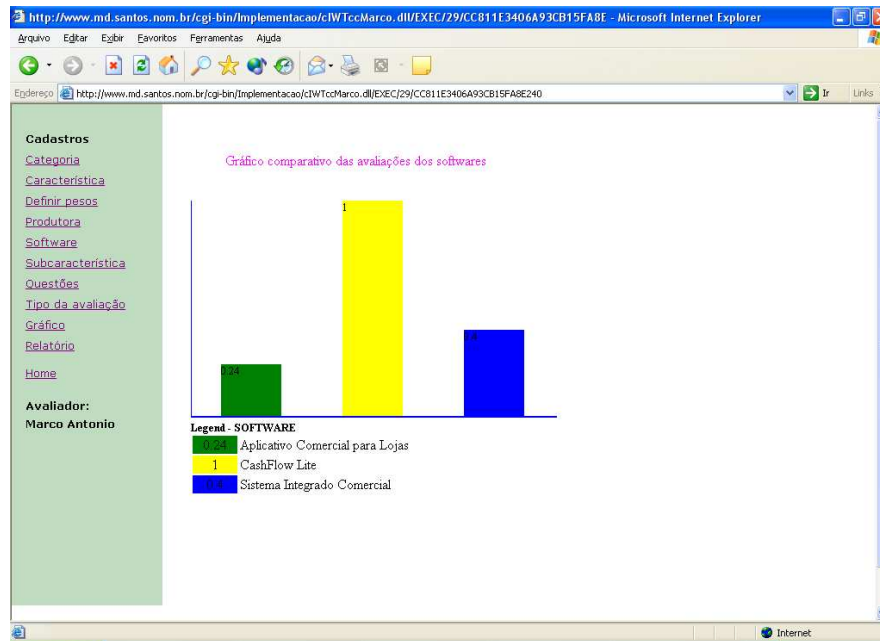 http://www.md.santos.nom.br/cgi-bin/Implementacao/cIWTccMarco.dll/EXEC/29/CC811E3406A93CB15FA8E - Microsoft Internet Explorer
Arquivo Editar Exibir Favoritos Ferramentas Ajuda
Endereço http://www.md.santos.nom.br/cgi-bin/Implementacao/cIWTccMarco.dll/EXEC/29/CC811E3406A93CB15FA8E240 Ir Links
Cadastros
Categoria
Característica
Definir pesos
Produtora
Software
Subcaracterística
Questões
Tipo da avaliação
Gráfico
Relatório
Home
Avaliador:
Marco Antonio
Gráfico comparativo das avaliações dos softwares
1
0.4
0.24
Legend - SOFTWARE
0.24 Aplicativo Comercial para Lojas
1 CashFlow Lite
0.4 Sistema Integrado Comercial
Internet